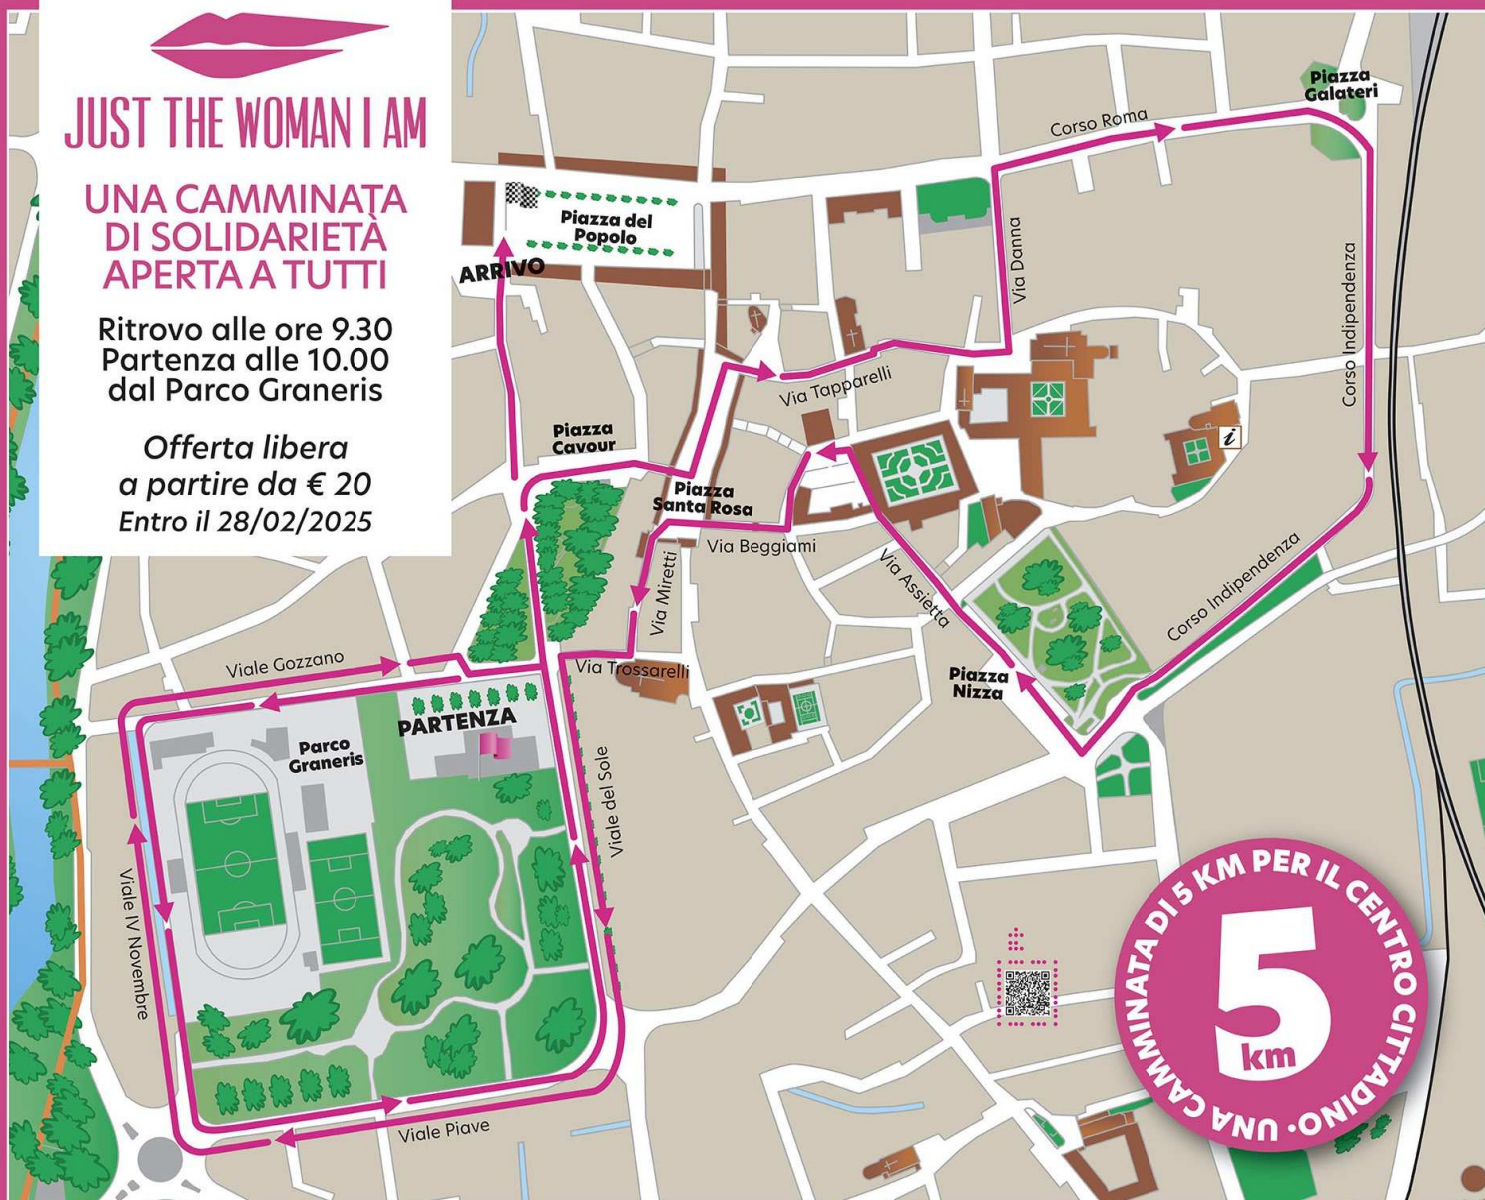 JUST THE WOMAN I AM
UNA CAMMINATA
DI SOLIDARIETÀ
APERTA A TUTTI
Ritrovo alle ore 9.30
Partenza alle 10.00
dal Parco Graneris
Offerta libera
a partire da € 20
Entro il 28/02/2025
Piazza
Galateri
Corso Roma
Piazza del
Popolo
ARRIVO
Via Danna
Corso Indipendenza
Via Tapparelli
Piazza
Cavour
i
Piazza
Santa Rosa
Via Beggiami
Via Miretti
Via Assietta
Corso Indipendenza
Viale Gozzano
Via Trossarelli
Piazza
Nizza
PARTENZA
Parco
Graneris
Viale del Sole
Viale IV Novembre
Viale Piave
UNA CAMMINATA DI 5 KM PER IL CENTRO CITTADINO •
5
km